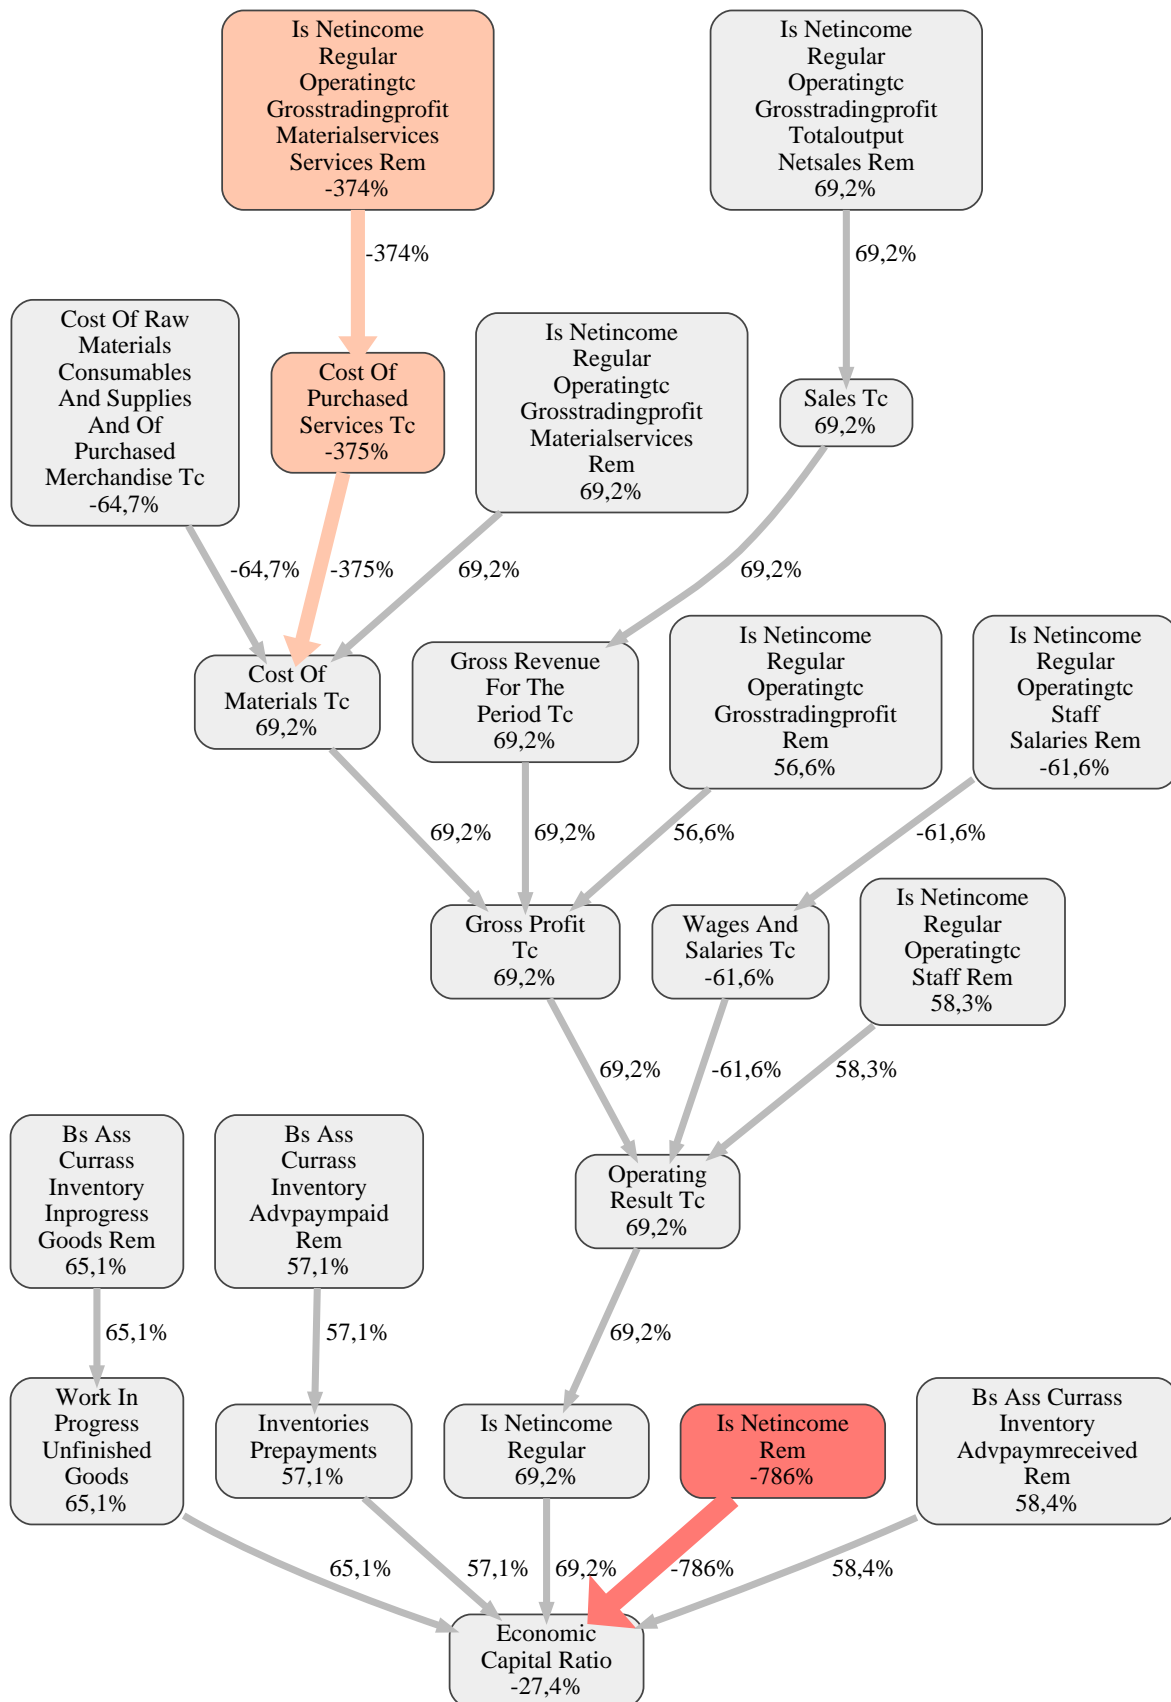 Is Netincome
Regular
Operatingtc
Grosstradingprofit
Materialservices
Services Rem
-374%
Is Netincome
Regular
Operatingtc
Grosstradingprofit
Totaloutput
Netsales Rem
69,2%
-374%
69,2%
Cost Of Raw
Materials
Consumables
And Supplies
And Of
Purchased
Merchandise Tc
-64,7%
Cost Of
Purchased
Services Tc
-375%
Is Netincome
Regular
Operatingtc
Grosstradingprofit
Materialservices
Rem
69,2%
Sales Tc
69,2%
-64,7%
-375%
69,2%
69,2%
Cost Of
Materials Tc
69,2%
Gross Revenue
For The
Period Tc
69,2%
Is Netincome
Regular
Operatingtc
Grosstradingprofit
Rem
56,6%
Is Netincome
Regular
Operatingtc
Staff
Salaries Rem
-61,6%
69,2%
69,2%
56,6%
-61,6%
Gross Profit
Tc
69,2%
Wages And
Salaries Tc
-61,6%
Is Netincome
Regular
Operatingtc
Staff Rem
58,3%
69,2%
-61,6%
58,3%
Bs Ass
Currass
Inventory
Inprogress
Goods Rem
65,1%
Bs Ass
Currass
Inventory
Advpaympaid
Rem
57,1%
Operating
Result Tc
69,2%
65,1%
57,1%
69,2%
Work In
Progress
Unfinished
Goods
65,1%
Inventories
Prepayments
57,1%
Is Netincome
Regular
69,2%
Is Netincome
Rem
-786%
Bs Ass Currass
Inventory
Advpaymreceived
Rem
58,4%
65,1%
57,1%
69,2%
-786%
58,4%
Economic
Capital Ratio
-27,4%